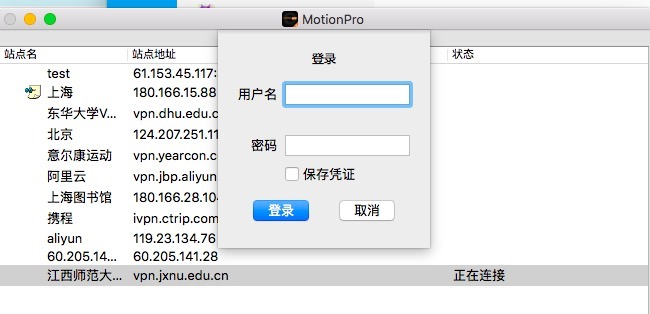 MotionPro
站点名 站点地址 状态
登录
用户名
密码
保存凭证
登录 取消
test 61.153.45.117:
上海 180.166.15.88
东华大学V... vpn.dhu.edu.c
北京 124.207.251.11
意尔康运动 vpn.yearcon.c
阿里云 vpn.jbp.aliyun
上海图书馆 180.166.28.104
携程 ivpn.ctrip.com
aliyun 119.23.134.76
60.205.14... 60.205.141.28
江西师范大... vpn.jxnu.edu.cn 正在连接